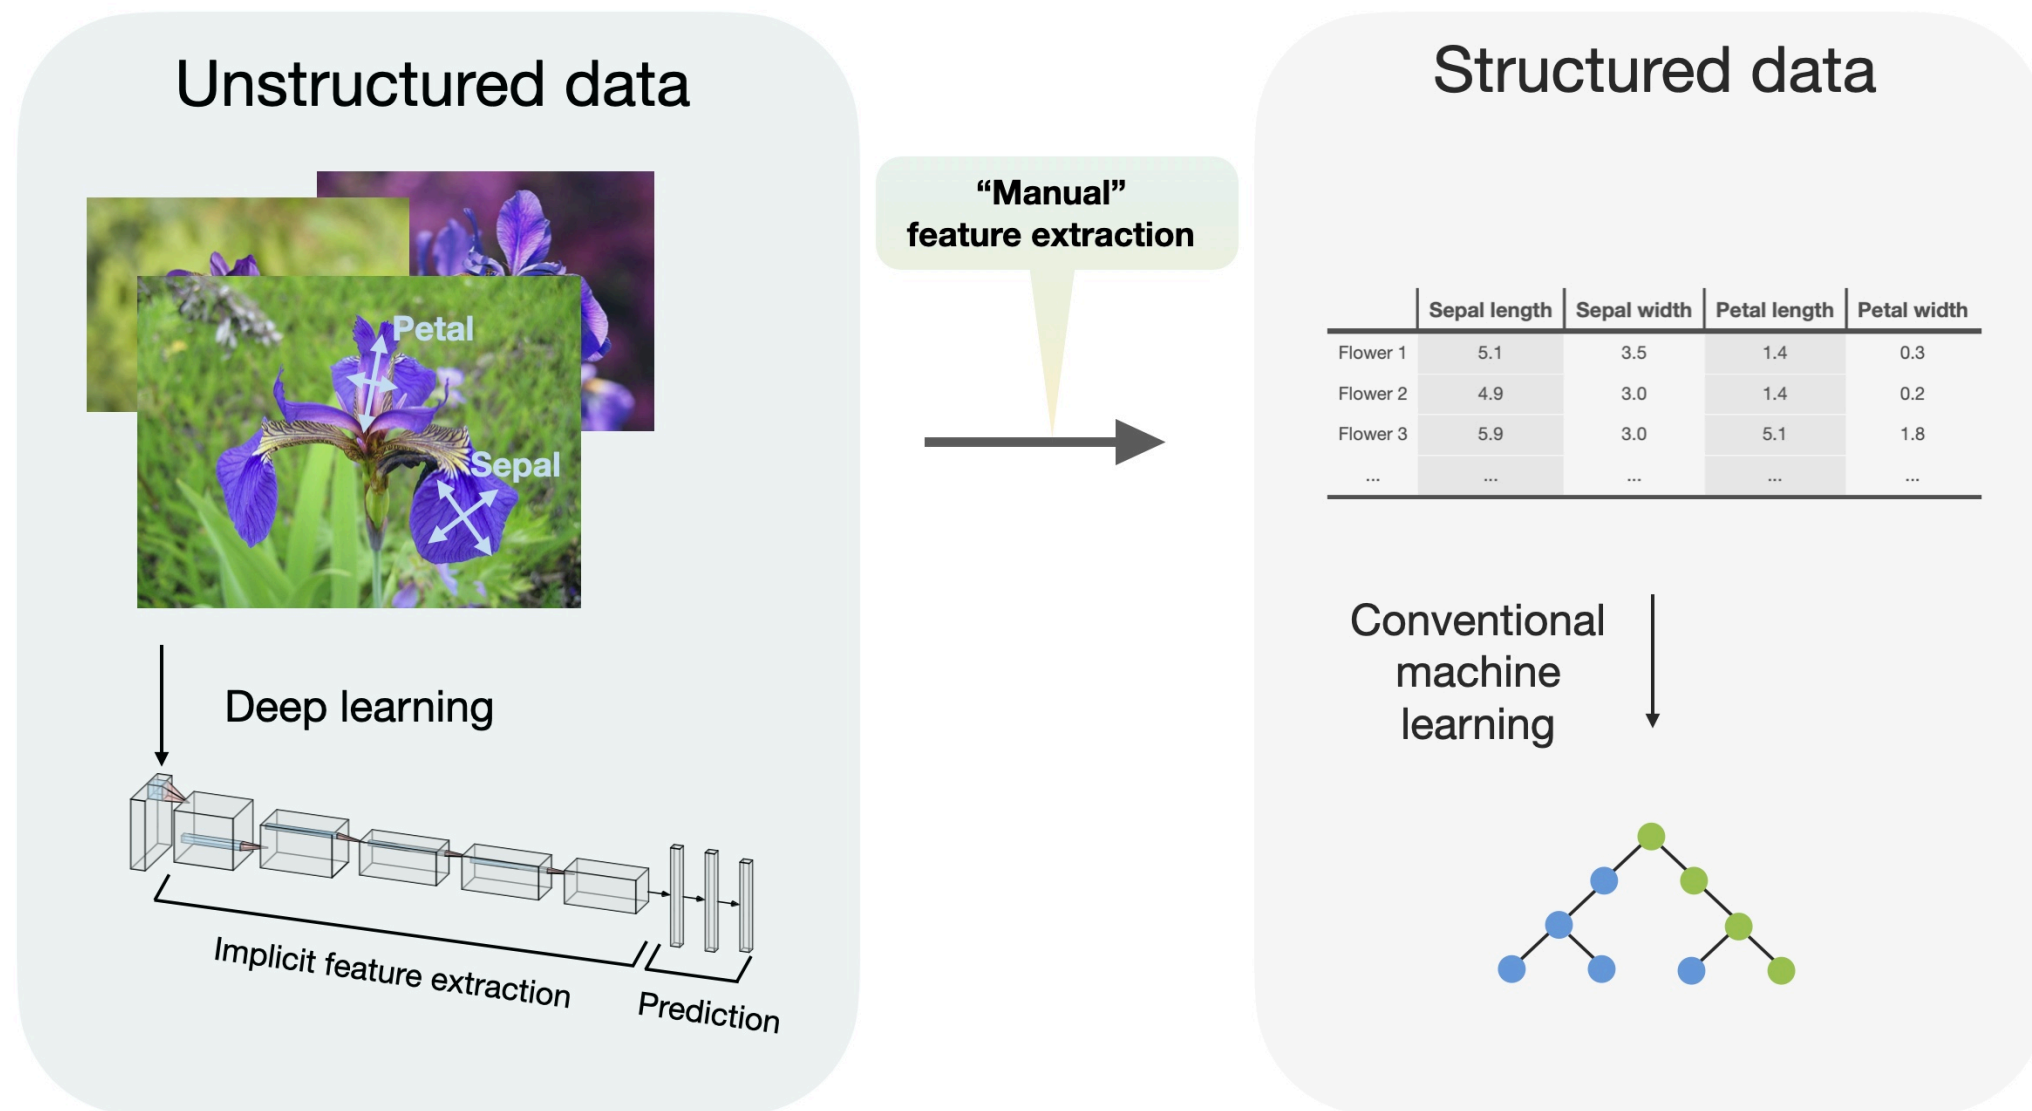 Unstructured data
Petal
Sepal
Deep learning
Implicit feature extraction
Prediction
“Manual”
feature extraction
Structured data
Sepal length Sepal width Petal length Petal width
Flower 1 5.1 3.5 1.4 0.3
Flower 2 4.9 3.0 1.4 0.2
Flower 3 5.9 3.0 5.1 1.8
... ... ... ... ...
Conventional
machine
learning